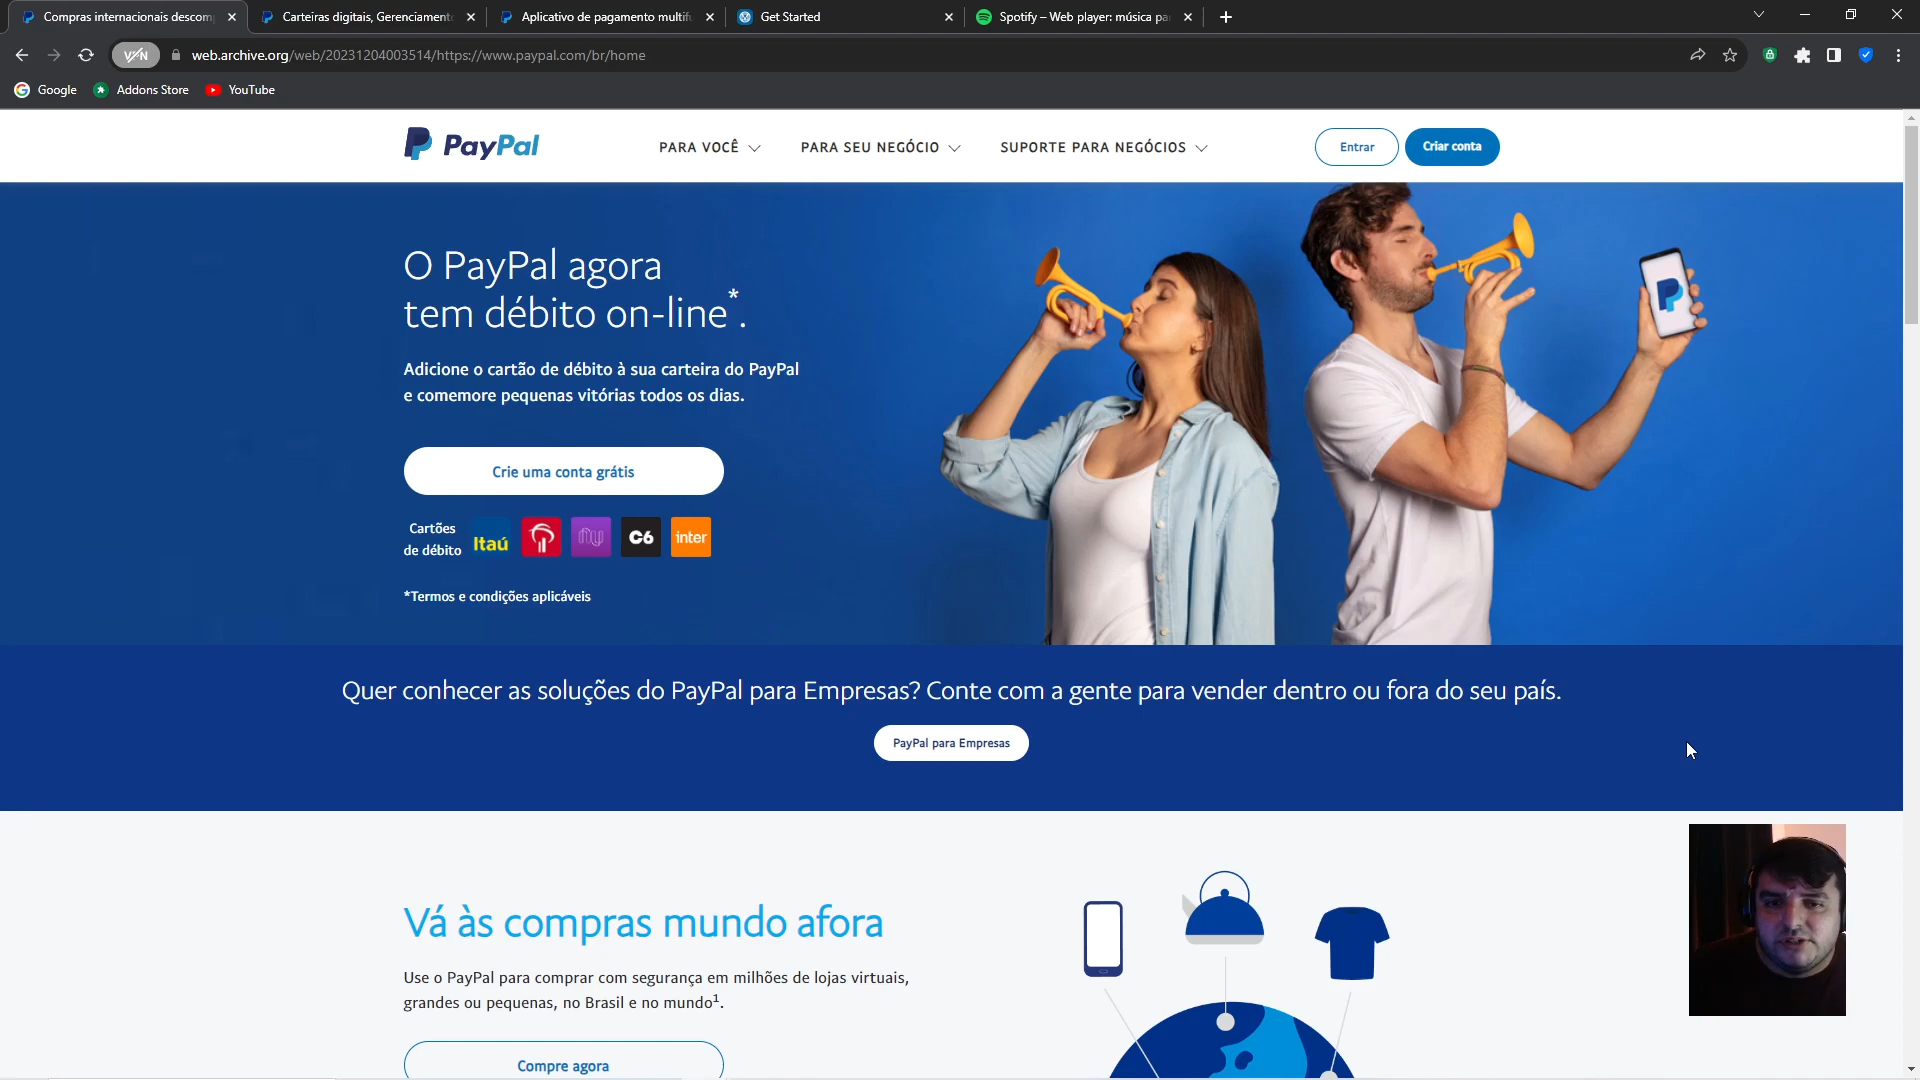 Compras internacionais descomp
Carteiras digitais, Gerenciament
Aplicativo de pagamento multif
Get Started
Spotify – Web player: música pa
VPN
web.archive.org/web/20231204003514/https://www.paypal.com/br/home
Google
Addons Store
YouTube
PayPal
PARA VOCÊ
PARA SEU NEGÓCIO
SUPORTE PARA NEGÓCIOS
Entrar
Criar conta
O PayPal agora
tem débito on-line*.
Adicione o cartão de débito à sua carteira do PayPal
e comemore pequenas vitórias todos os dias.
Crie uma conta grátis
Cartões
de débito
Itaú
nu
C6
inter
*Termos e condições aplicáveis
Quer conhecer as soluções do PayPal para Empresas? Conte com a gente para vender dentro ou fora do seu país.
PayPal para Empresas
Vá às compras mundo afora
Use o PayPal para comprar com segurança em milhões de lojas virtuais,
grandes ou pequenas, no Brasil e no mundo¹.
Compre agora